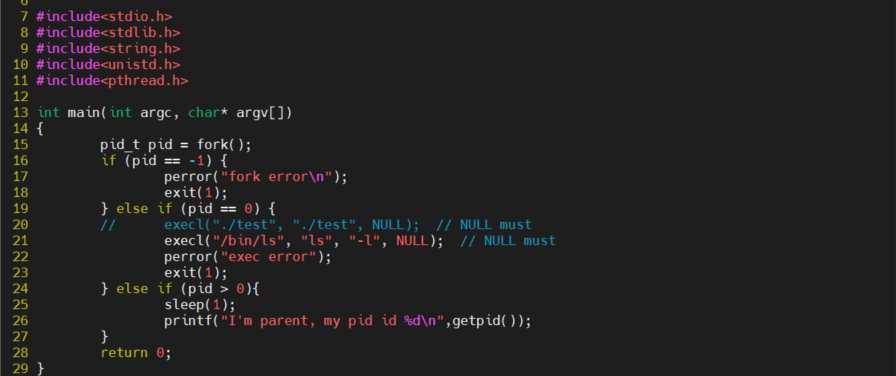 6
7 #include<stdio.h>
8 #include<stdlib.h>
9 #include<string.h>
10 #include<unistd.h>
11 #include<pthread.h>
12
13 int main(int argc, char* argv[])
14 {
15         pid_t pid = fork();
16         if (pid == -1) {
17                 perror("fork error\n");
18                 exit(1);
19         } else if (pid == 0) {
20         //      execl("./test", "./test", NULL);  // NULL must
21                 execl("/bin/ls", "ls", "-l", NULL);  // NULL must
22                 perror("exec error");
23                 exit(1);
24         } else if (pid > 0){
25                 sleep(1);
26                 printf("I'm parent, my pid id %d\n",getpid());
27         }
28         return 0;
29 }